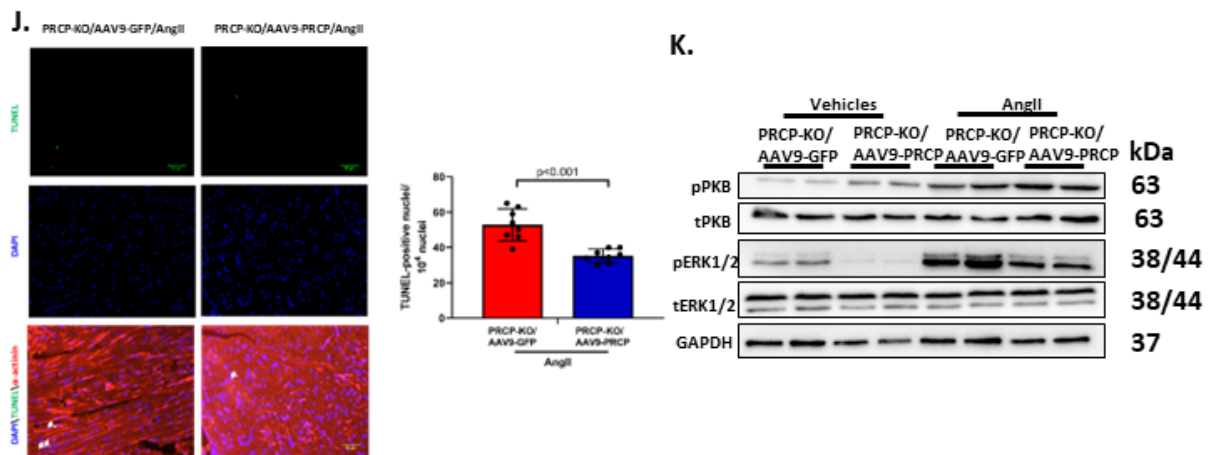 J.
PRCP-KO/AAV9-GFP/AngII
PRCP-KO/AAV9-PRCP/AngII
TUNEL
DAPI
DAPI\TUNEL\α-actinin
TUNEL-positive nuclei/
10⁴ nuclei
80
60
40
20
0
p<0.001
PRCP-KO/
AAV9-GFP
PRCP-KO/
AAV9-PRCP
AngII
K.
Vehicles
AngII
PRCP-KO/
AAV9-GFP
PRCP-KO/
AAV9-PRCP
PRCP-KO/
AAV9-GFP
PRCP-KO/
AAV9-PRCP
kDa
pPKB 63
tPKB 63
pERK1/2 38/44
tERK1/2 38/44
GAPDH 37